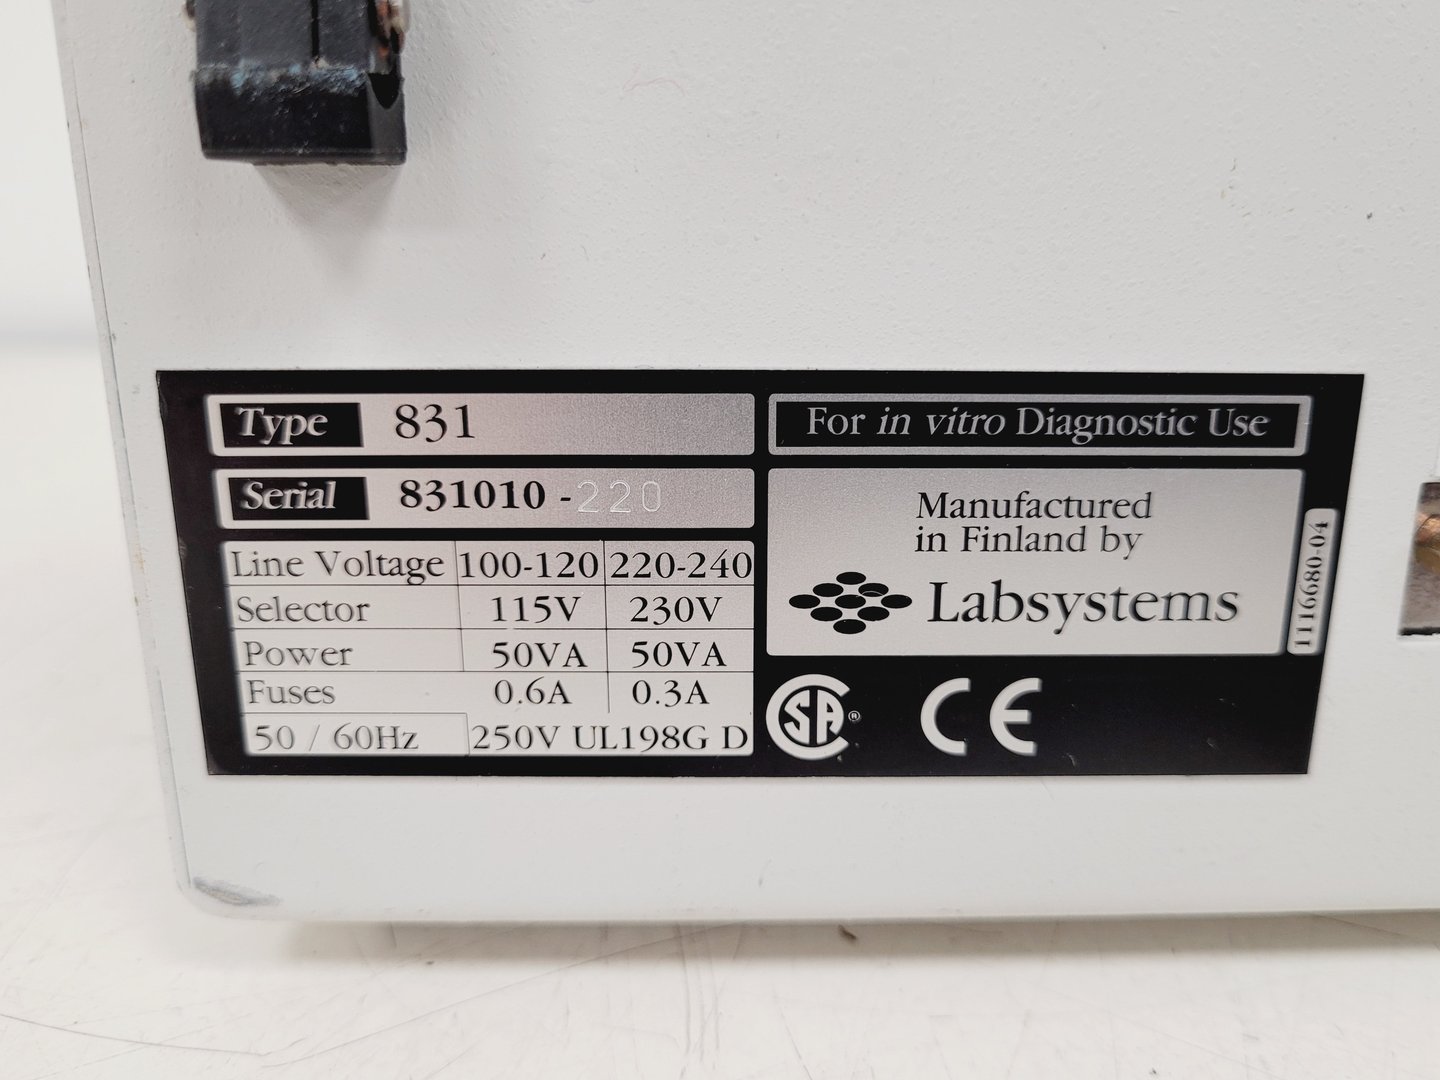 Type 831
Serial 831010 - 220
Line Voltage 100-120 220-240
Selector 115V 230V
Power 50VA 50VA
Fuses 0.6A 0.3A
50 / 60Hz 250V UL198G D
For in vitro Diagnostic Use
Manufactured
in Finland by
Labsystems
1116680-04
CSA ®
CE